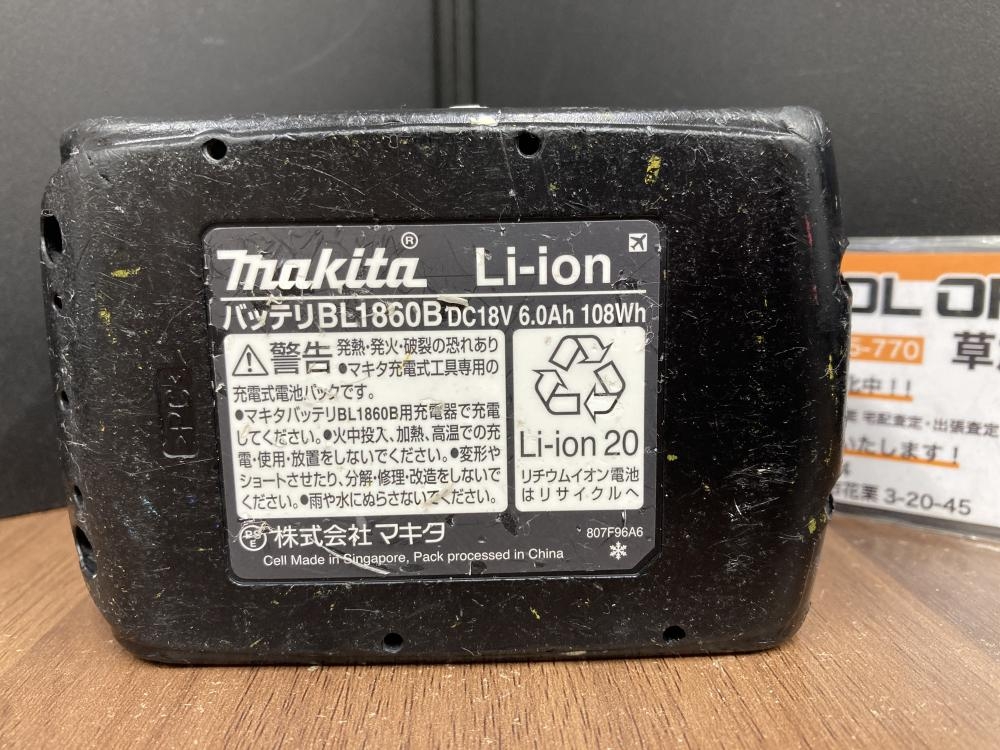 makita® Li-ion
バッテリBL1860B DC18V 6.0Ah 108Wh
警告 発熱・発火・破裂の恐れあり
●マキタ充電式工具専用の
充電式電池パックです。
●マキタバッテリBL1860B用充電器で充電
してください。●火中投入、加熱、高温での充
電・使用・放置をしないでください。●変形や
ショートさせたり、分解・修理・改造をしないで
ください。●雨や水にぬらさないでください。
Li-ion 20
リチウムイオン電池
はリサイクルへ
PS E 株式会社 マキタ
807F96A6
Cell Made in Singapore, Pack processed in China
>PC<
OL OF
5-770
草
化中!!
宅配査定・出張査定
いたします!
4
花栗 3-20-45